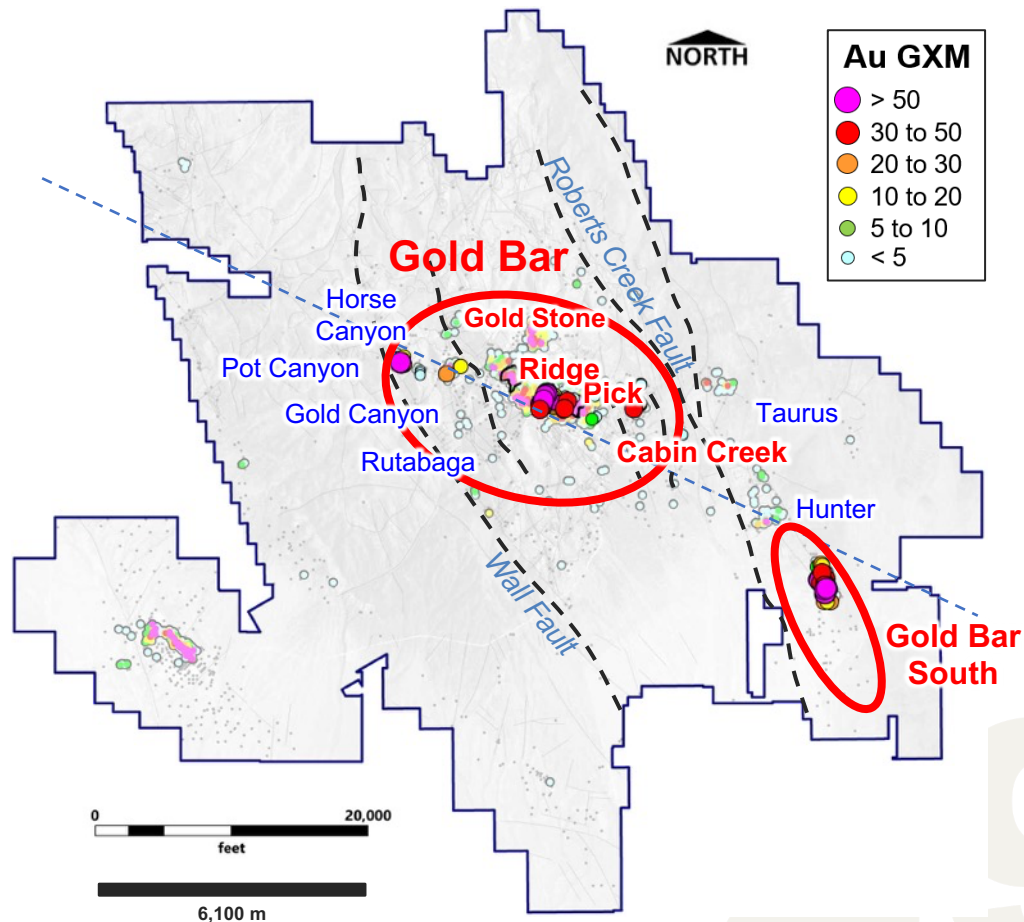 NORTH
Au GXM
> 50
30 to 50
20 to 30
10 to 20
5 to 10
< 5
Roberts Creek Fault
Gold Bar
Horse
Canyon
Gold Stone
Pot Canyon
Ridge
Pick
Gold Canyon
Taurus
Rutabaga
Cabin Creek
Hunter
Wall Fault
Gold Bar
South
0
20,000
feet
6,100 m